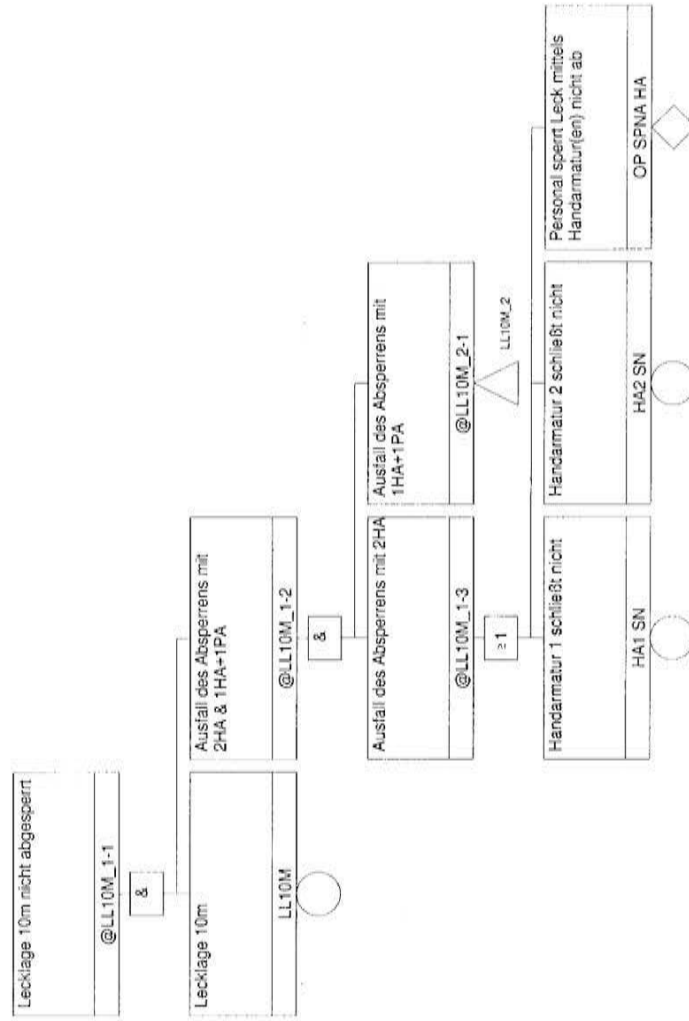 Lecklage 10m nicht abgesperrt
@LL10M_1-1
&
Lecklage 10m
LL10M
Ausfall des Absperrens mit
2HA & 1HA+1PA
@LL10M_1-2
&
Ausfall des Absperrens mit 2HA
@LL10M_1-3
≥1
Ausfall des Absperrens mit
1HA+1PA
@LL10M_2-1
LL10M_2
Handarmatur 1 schließt nicht
HA1 SN
Handarmatur 2 schließt nicht
HA2 SN
Personal sperrt Leck mittels
Handarmatur(en) nicht ab
OP SPNA HA